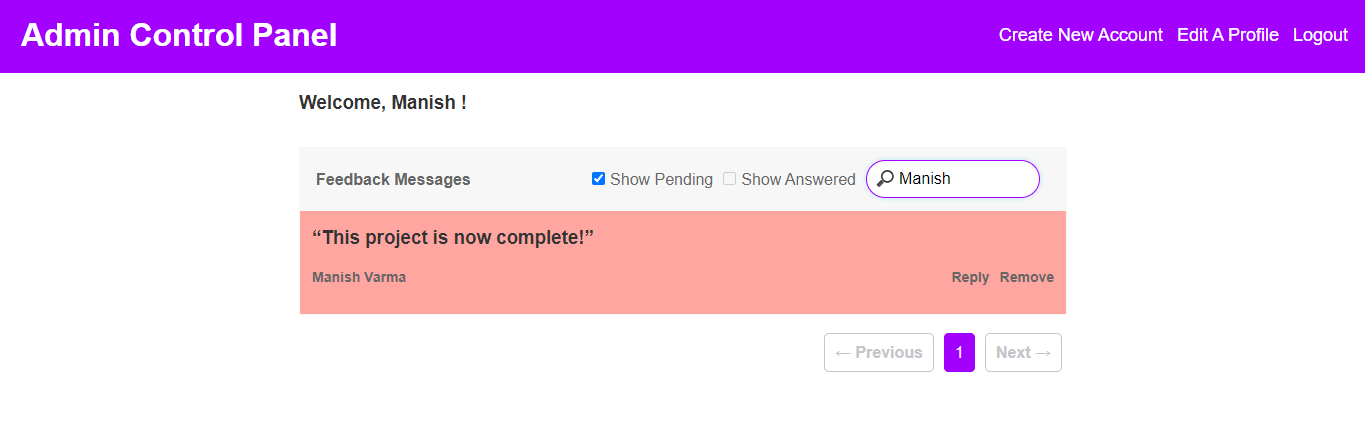 Admin Control Panel
Create New Account Edit A Profile Logout
Welcome, Manish !
Feedback Messages Show Pending Show Answered Manish
“This project is now complete!”
Manish Varma Reply Remove
← Previous 1 Next →